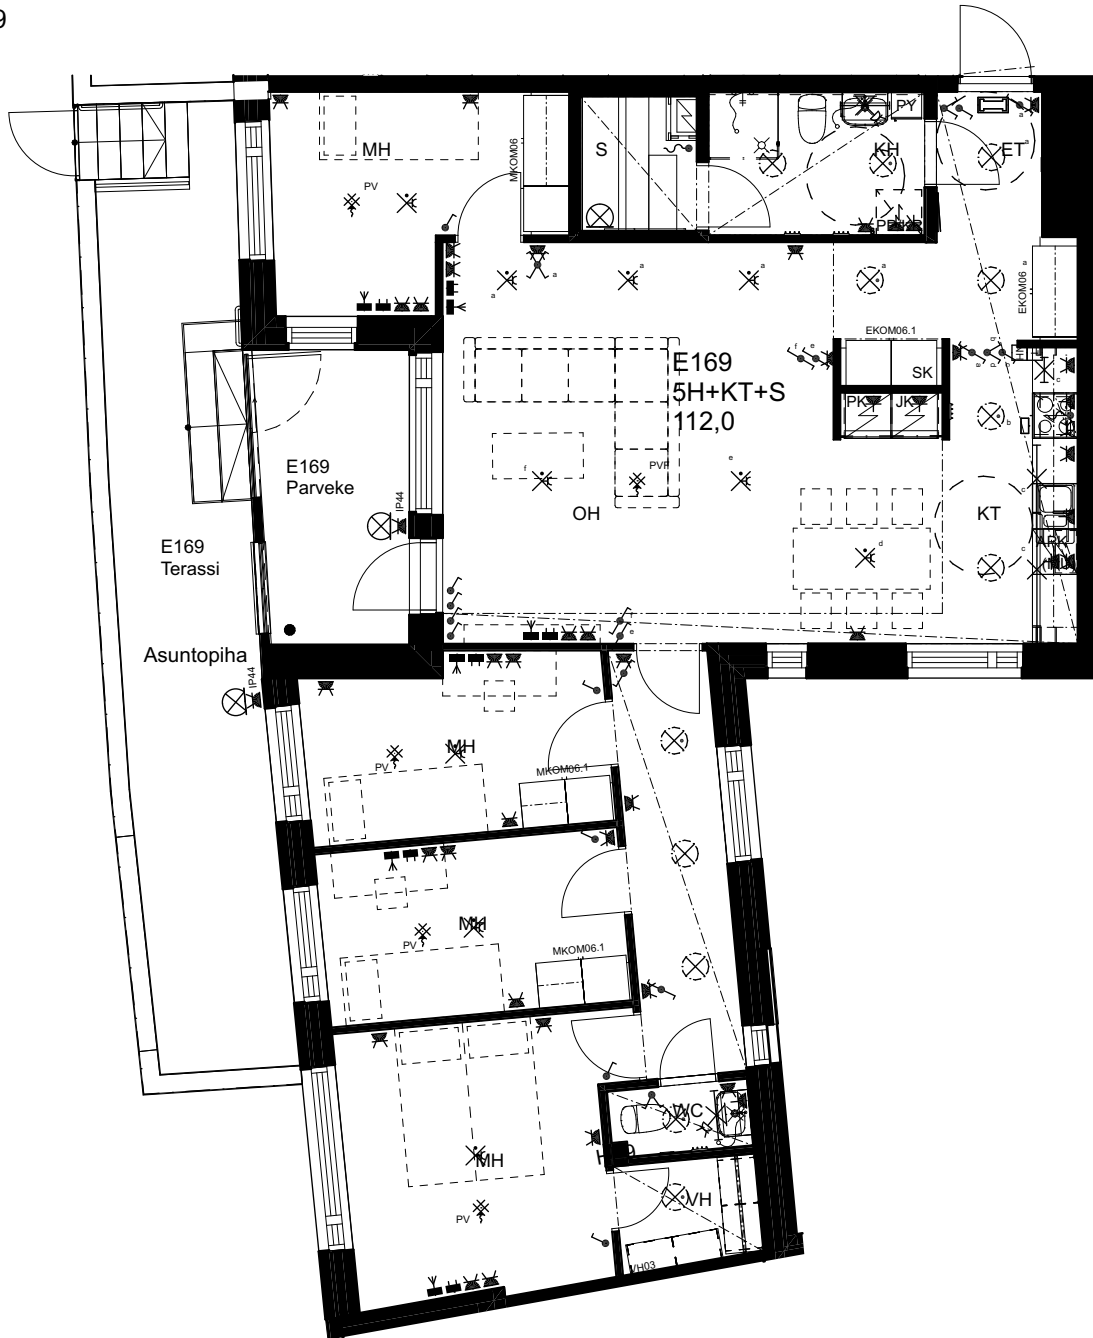 9
MH
PV
MKOM06
S
KH
PY
ET
a
a
a
a
a
a
a
EKOM06
EKOM06.1
SK
f
e
PK
JK
E169
5H+KT+S
112,0
c
b
E169
Parveke
IP44
f
PVP
e
OH
d
KT
c
c
E169
Terassi
Asuntopiha
IP44
e
MH
PV
MKOM06.1
MH
PV
MKOM06.1
MH
PV
WC
VH
VH03